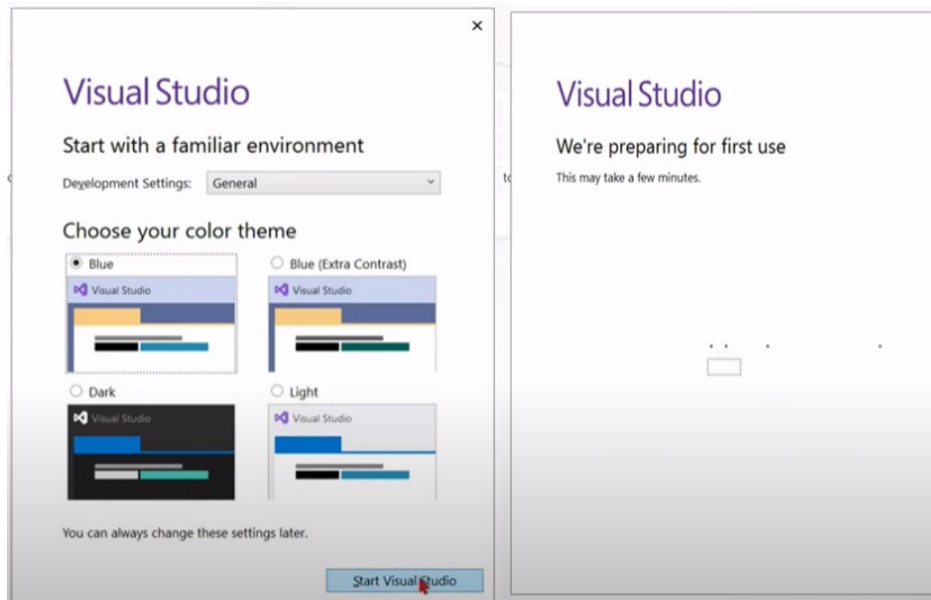 Visual Studio
Start with a familiar environment
Development Settings: General
Choose your color theme
Blue
Blue (Extra Contrast)
Visual Studio
Visual Studio
Dark
Light
Visual Studio
Visual Studio
You can always change these settings later.
Start Visual Studio
Visual Studio
We're preparing for first use
This may take a few minutes.